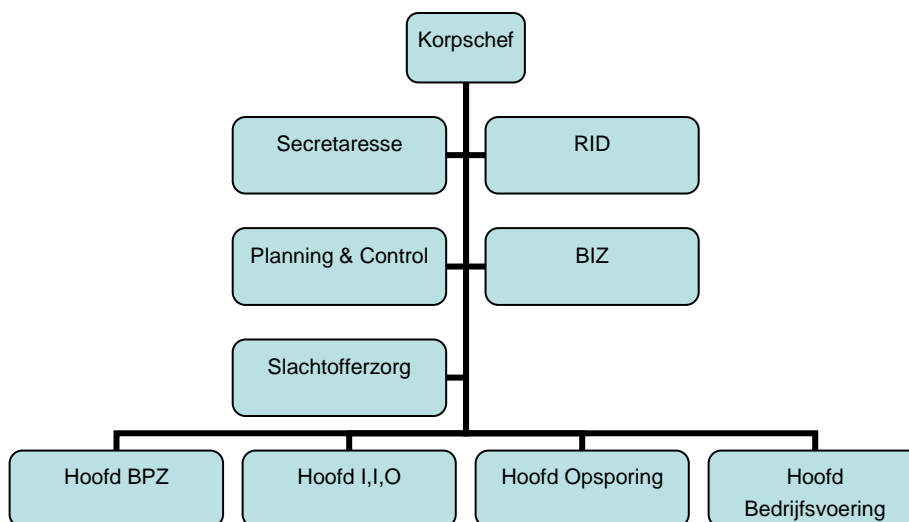 Korpschef
Secretaresse
RID
Planning & Control
BIZ
Slachtofferzorg
Hoofd BPZ
Hoofd I,I,O
Hoofd Opsporing
Hoofd
Bedrijfsvoering